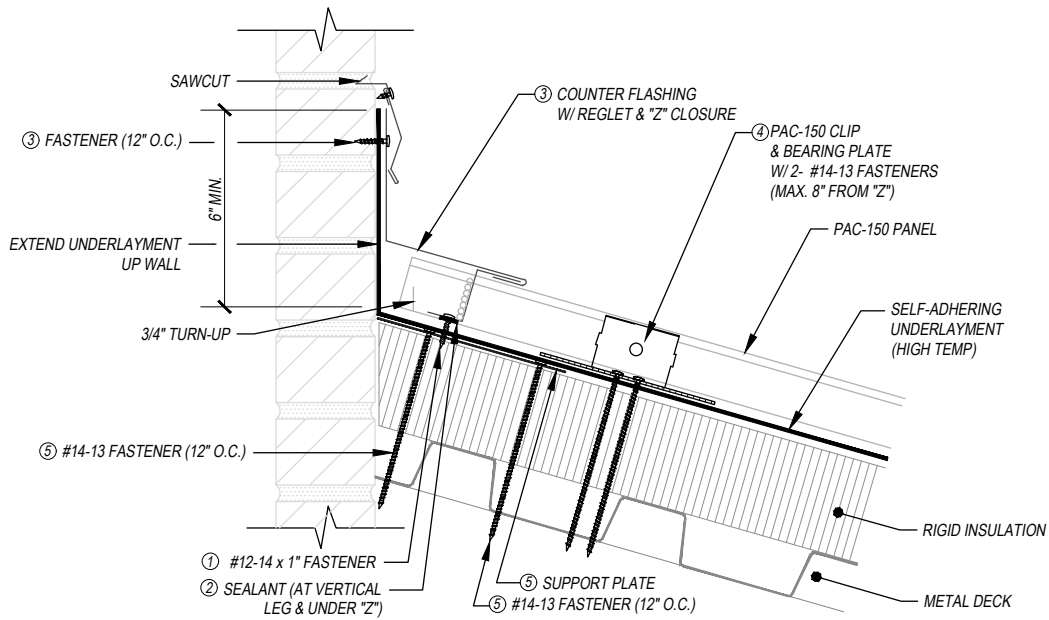 SAWCUT
③ FASTENER (12" O.C.)
6" MIN.
EXTEND UNDERLAYMENT
UP WALL
3/4" TURN-UP
⑤ #14-13 FASTENER (12" O.C.)
① #12-14 x 1" FASTENER
② SEALANT (AT VERTICAL
LEG & UNDER "Z")
③ COUNTER FLASHING
W/ REGLET & "Z" CLOSURE
④ PAC-150 CLIP
& BEARING PLATE
W/ 2- #14-13 FASTENERS
(MAX. 8" FROM "Z")
PAC-150 PANEL
SELF-ADHERING
UNDERLAYMENT
(HIGH TEMP)
RIGID INSULATION
METAL DECK
⑤ SUPPORT PLATE
⑤ #14-13 FASTENER (12" O.C.)